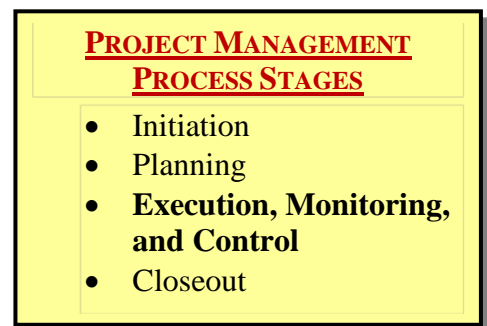 PROJECT MANAGEMENT
PROCESS STAGES
• Initiation
• Planning
• Execution, Monitoring,
and Control
• Closeout